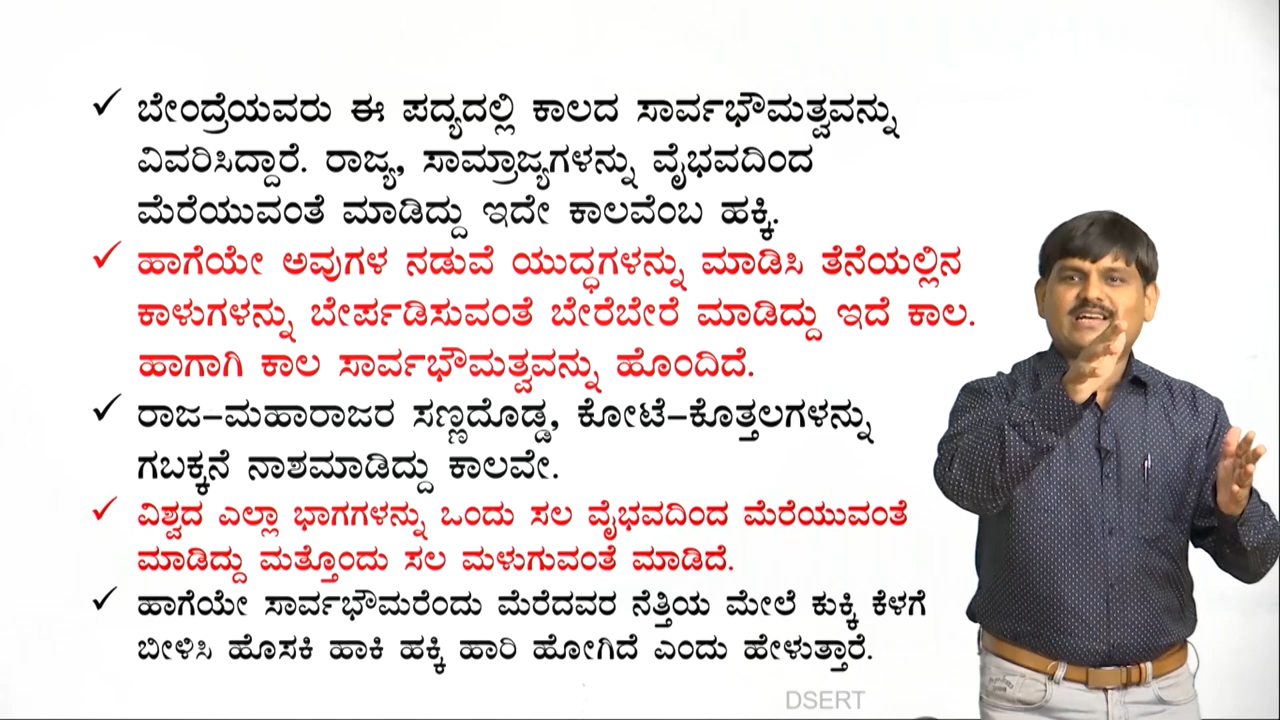 ✓ ಬೇಂದ್ರೆಯವರು ಈ ಪದ್ಯದಲ್ಲಿ ಕಾಲದ ಸಾರ್ವಭೌಮತ್ವವನ್ನು
ವಿವರಿಸಿದ್ದಾರೆ. ರಾಜ್ಯ, ಸಾಮ್ರಾಜ್ಯಗಳನ್ನು ವೈಭವದಿಂದ
ಮೆರೆಯುವಂತೆ ಮಾಡಿದ್ದು ಇದೇ ಕಾಲವೆಂಬ ಹಕ್ಕಿ.
✓ ಹಾಗೆಯೇ ಅವುಗಳ ನಡುವೆ ಯುದ್ಧಗಳನ್ನು ಮಾಡಿಸಿ ತೆನೆಯಲ್ಲಿನ
ಕಾಳುಗಳನ್ನು ಬೇರ್ಪಡಿಸುವಂತೆ ಬೇರೆಬೇರೆ ಮಾಡಿದ್ದು ಇದೆ ಕಾಲ.
ಹಾಗಾಗಿ ಕಾಲ ಸಾರ್ವಭೌಮತ್ವವನ್ನು ಹೊಂದಿದೆ.
✓ ರಾಜ-ಮಹಾರಾಜರ ಸಣ್ಣದೊಡ್ಡ, ಕೋಟೆ-ಕೊತ್ತಲಗಳನ್ನು
ಗಬಕ್ಕನೆ ನಾಶಮಾಡಿದ್ದು ಕಾಲವೇ.
✓ ವಿಶ್ವದ ಎಲ್ಲಾ ಭಾಗಗಳನ್ನು ಒಂದು ಸಲ ವೈಭವದಿಂದ ಮೆರೆಯುವಂತೆ
ಮಾಡಿದ್ದು ಮತ್ತೊಂದು ಸಲ ಮಳುಗುವಂತೆ ಮಾಡಿದೆ.
✓ ಹಾಗೆಯೇ ಸಾರ್ವಭೌಮರೆಂದು ಮೆರೆದವರ ನೆತ್ತಿಯ ಮೇಲೆ ಕುಕ್ಕಿ ಕೆಳಗೆ
ಬೀಳಿಸಿ ಹೊಸಕಿ ಹಾಕಿ ಹಕ್ಕಿ ಹಾರಿ ಹೋಗಿದೆ ಎಂದು ಹೇಳುತ್ತಾರೆ.
DSERT